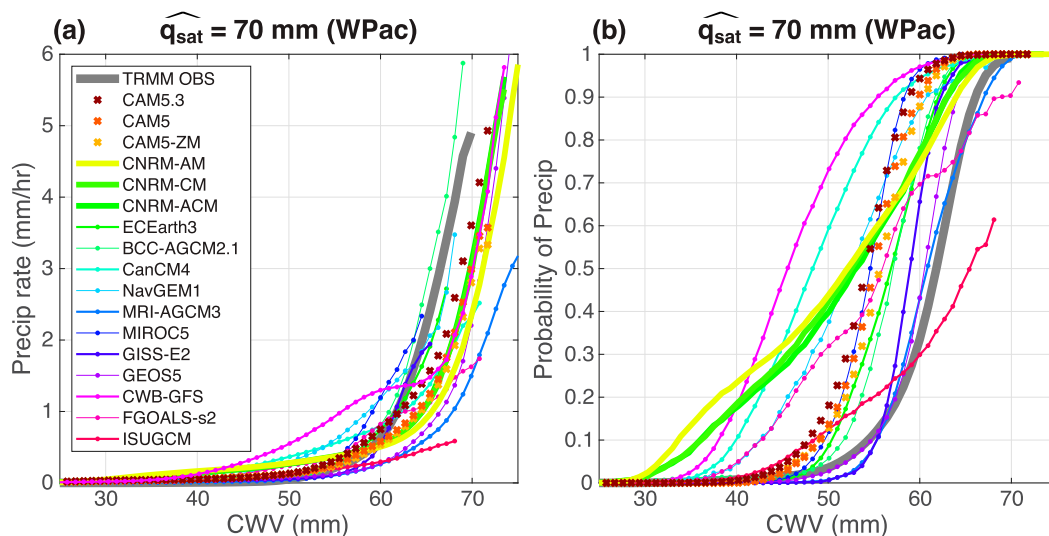 (a) q̂sat = 70 mm (WPac)
Precip rate (mm/hr)
6
5
4
3
2
1
0
TRMM OBS
CAM5.3
CAM5
CAM5-ZM
CNRM-AM
CNRM-CM
CNRM-ACM
ECEarth3
BCC-AGCM2.1
CanCM4
NavGEM1
MRI-AGCM3
MIROC5
GISS-E2
GEOS5
CWB-GFS
FGOALS-s2
ISUGCM
30 40 50 60 70
CWV (mm)
(b) q̂sat = 70 mm (WPac)
Probability of Precip
1
0.9
0.8
0.7
0.6
0.5
0.4
0.3
0.2
0.1
0
30 40 50 60 70
CWV (mm)